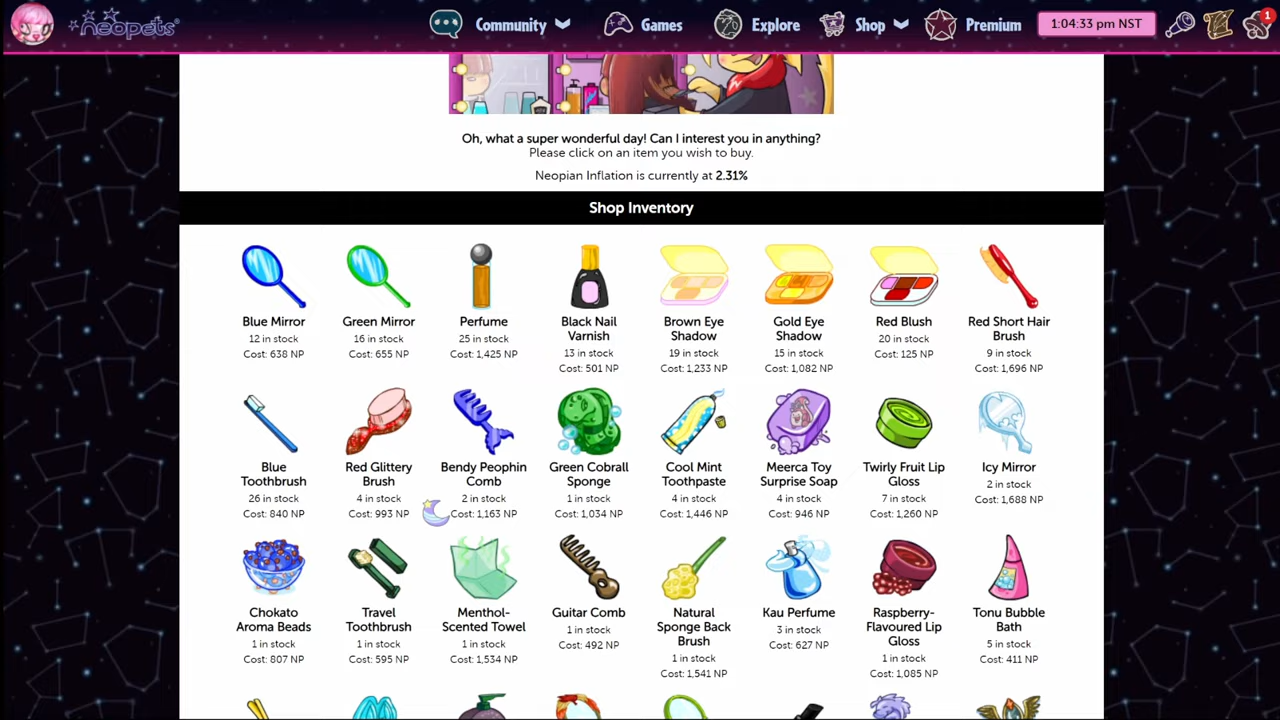 neopets®
Community
Games
Explore
Shop
Premium
1:04:33 pm NST
1
Oh, what a super wonderful day! Can I interest you in anything?
Please click on an item you wish to buy.
Neopian Inflation is currently at 2.31%
Shop Inventory
Blue Mirror
12 in stock
Cost: 638 NP
Green Mirror
16 in stock
Cost: 655 NP
Perfume
25 in stock
Cost: 1,425 NP
Black Nail
Varnish
13 in stock
Cost: 501 NP
Brown Eye
Shadow
19 in stock
Cost: 1,233 NP
Gold Eye
Shadow
15 in stock
Cost: 1,082 NP
Red Blush
20 in stock
Cost: 125 NP
Red Short Hair
Brush
9 in stock
Cost: 1,696 NP
Blue
Toothbrush
26 in stock
Cost: 840 NP
Red Glittery
Brush
4 in stock
Cost: 993 NP
Bendy Peophin
Comb
2 in stock
Cost: 1,163 NP
Green Cobrall
Sponge
1 in stock
Cost: 1,034 NP
Cool Mint
Toothpaste
4 in stock
Cost: 1,446 NP
Meerca Toy
Surprise Soap
4 in stock
Cost: 946 NP
Twirly Fruit Lip
Gloss
7 in stock
Cost: 1,260 NP
Icy Mirror
2 in stock
Cost: 1,688 NP
Chokato
Aroma Beads
1 in stock
Cost: 807 NP
Travel
Toothbrush
1 in stock
Cost: 595 NP
Menthol-
Scented Towel
1 in stock
Cost: 1,534 NP
Guitar Comb
1 in stock
Cost: 492 NP
Natural
Sponge Back
Brush
1 in stock
Cost: 1,541 NP
Kau Perfume
3 in stock
Cost: 627 NP
Raspberry-
Flavoured Lip
Gloss
1 in stock
Cost: 1,085 NP
Tonu Bubble
Bath
5 in stock
Cost: 411 NP